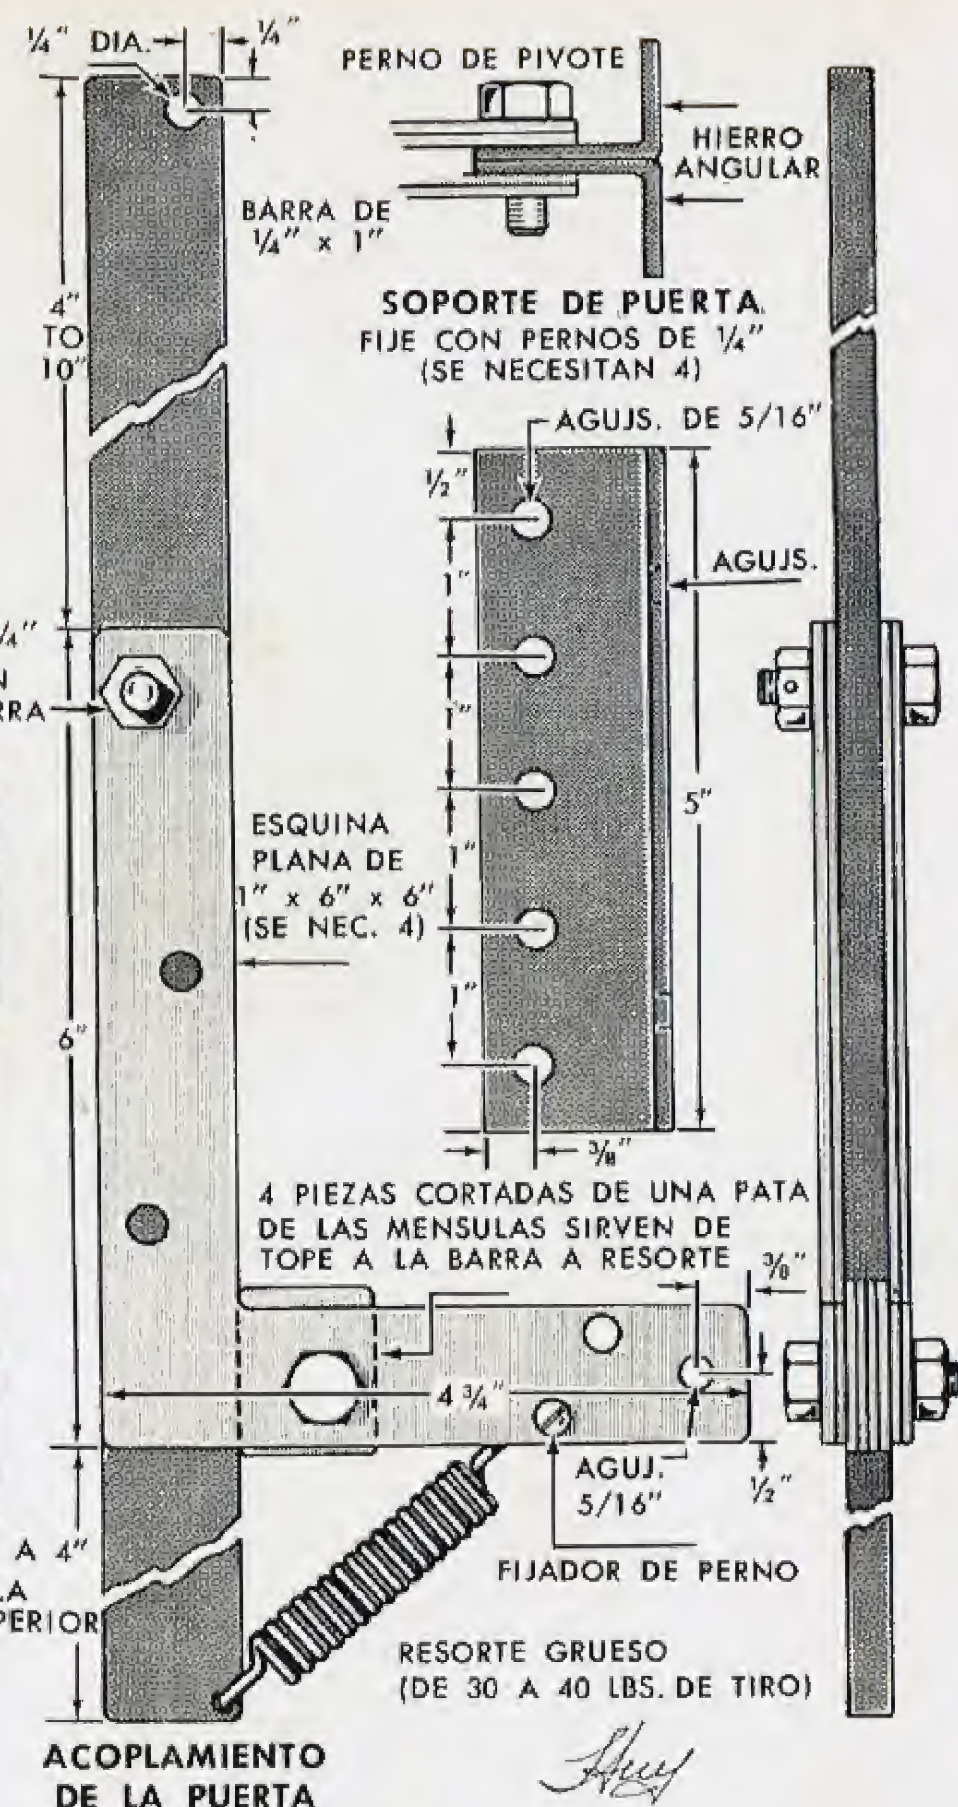 1/4" DIA.
1/4"
PERNO DE PIVOTE
HIERRO
ANGULAR
BARRA DE
1/4" x 1"
4"
TO
10"
SOPORTE DE PUERTA
FIJE CON PERNOS DE 1/4"
(SE NECESITAN 4)
AGUJS. DE 5/16"
1/2"
1"
AGUJS.
1"
5"
1"
1"
ESQUINA
PLANA DE
1" x 6" x 6"
(SE NEC. 4)
6"
3/8"
4 PIEZAS CORTADAS DE UNA PATA
DE LAS MENSULAS SIRVEN DE
TOPE A LA BARRA A RESORTE
3/8"
4 3/4"
AGUJ.
5/16"
1/2"
A 4"
FIJADOR DE PERNO
RESORTE GRUESO
(DE 30 A 40 LBS. DE TIRO)
ACOPLAMIENTO
DE LA PUERTA